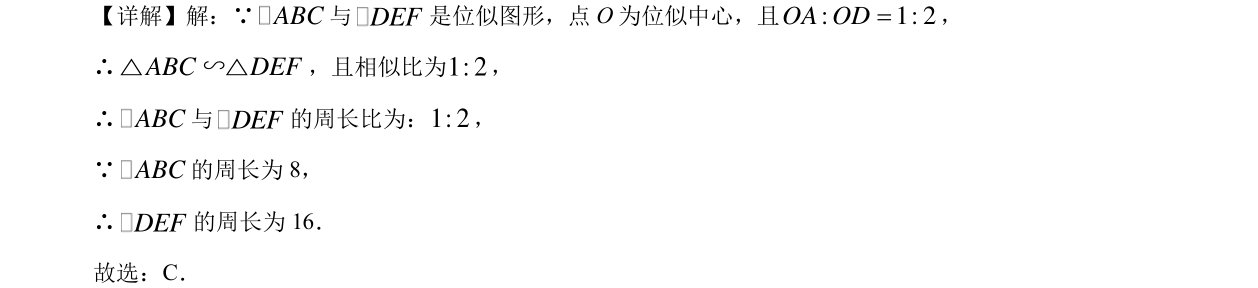 【详解】解：∵ □ABC 与 □DEF 是位似图形，点 O 为位似中心，且 OA : OD = 1 : 2，
∴ △ABC ∽△DEF ，且相似比为1: 2，
∴ □ABC 与 □DEF 的周长比为：1: 2，
∵ □ABC 的周长为 8，
∴ □DEF 的周长为 16．
故选：C．